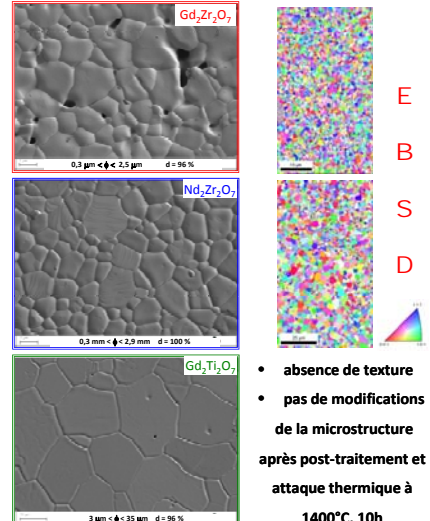 Gd2Zr2O7
0,3 µm < ϕ < 2,5 µm d = 96 %
Nd2Zr2O7
0,3 mm < ϕ < 2,9 mm d = 100 %
Gd2Ti2O7
3 µm < ϕ < 35 µm d = 96 %
E
B
S
D
• absence de texture
• pas de modifications
de la microstructure
après post-traitement et
attaque thermique à
1400°C, 10h